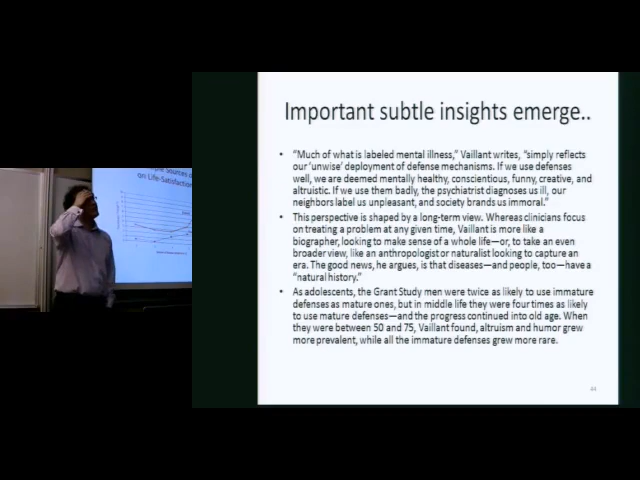 Important subtle insights emerge..
• "Much of what is labeled mental illness," Vaillant writes, "simply reflects
our 'unwise' deployment of defense mechanisms. If we use defenses
well, we are deemed mentally healthy, conscientious, funny, creative, and
altruistic. If we use them badly, the psychiatrist diagnoses us ill, our
neighbors label us unpleasant, and society brands us immoral."
• This perspective is shaped by a long-term view. Whereas clinicians focus
on treating a problem at any given time, Vaillant is more like a
biographer, looking to make sense of a whole life—or, to take an even
broader view, like an anthropologist or naturalist looking to capture an
era. The good news, he argues, is that diseases—and people, too—have a
"natural history."
• As adolescents, the Grant Study men were twice as likely to use immature
defenses as mature ones, but in middle life they were four times as likely
to use mature defenses—and the progress continued into old age. When
they were between 50 and 75, Vaillant found, altruism and humor grew
more prevalent, while all the immature defenses grew more rare.
44
on Life-Satisfaction